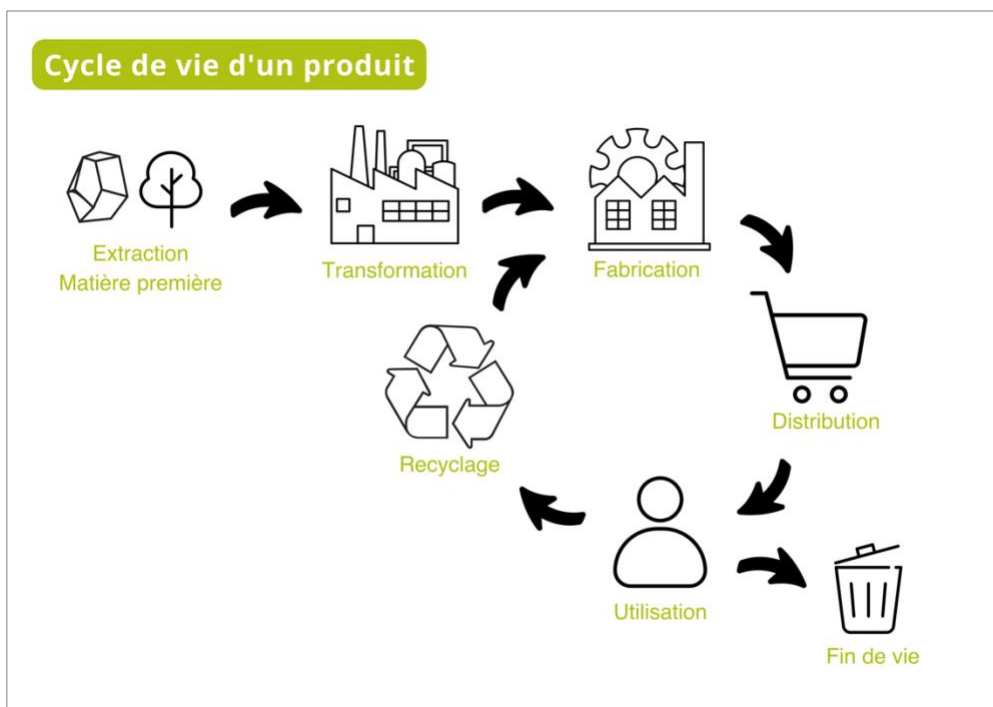 Cycle de vie d'un produit
Extraction
Matière première
Transformation
Fabrication
Distribution
Recyclage
Utilisation
Fin de vie